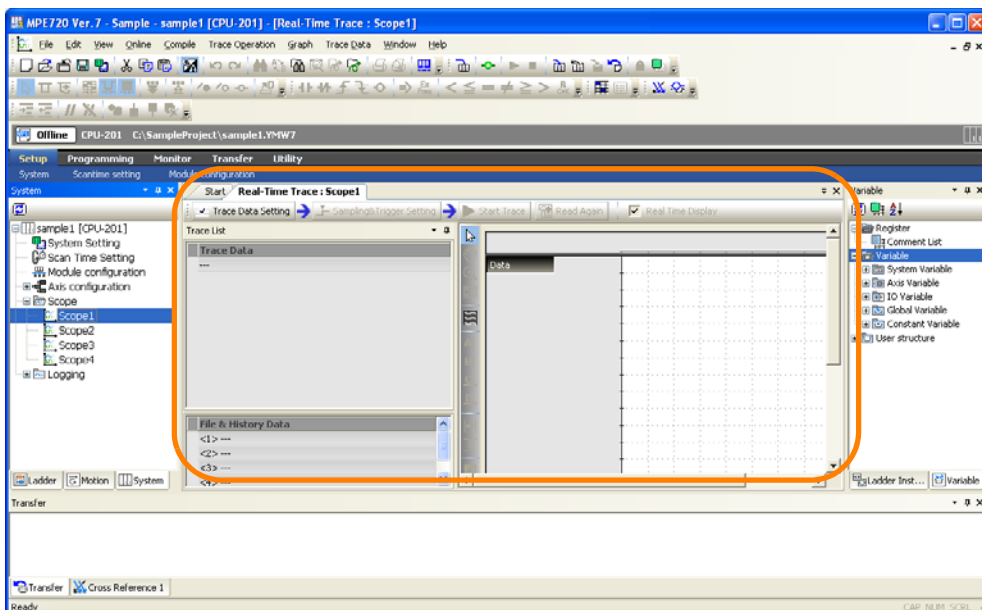 MPE720 Ver.7 - Sample - sample1 [CPU-201] - [Real-Time Trace : Scope1]
File Edit View Online Compile Trace Operation Graph Trace Data Window Help
Offline CPU-201 C:\SampleProject\sample1.YMW7
Setup Programming Monitor Transfer Utility
System Scantime setting Module configuration
System
sample1 [CPU-201]
System Setting
Scan Time Setting
Module configuration
Axis configuration
Scope
Scope1
Scope2
Scope3
Scope4
Logging
Ladder Motion System
Start Real-Time Trace : Scope1
Trace Data Setting Sampling&Trigger Setting Start Trace Read Again Real Time Display
Trace List
Trace Data
---
File & History Data
<1> ---
<2> ---
<3> ---
<4> ---
Data
Variable
Register
Comment List
Variable
System Variable
Axis Variable
IO Variable
Global Variable
Constant Variable
User structure
Ladder Inst... Variable
Transfer
Transfer Cross Reference 1
Ready CAP NUM SCRL